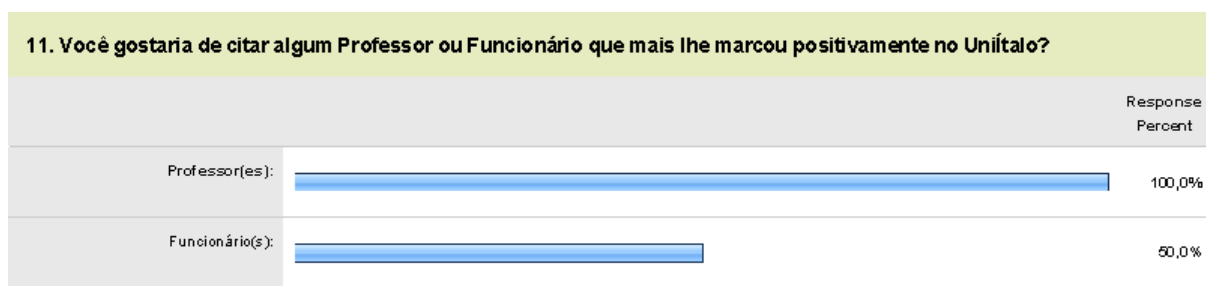 11. Você gostaria de citar algum Professor ou Funcionário que mais lhe marcou positivamente no UniÍtalo?
Response
Percent
Professor(es):
100,0%
Funcionário(s):
50,0%